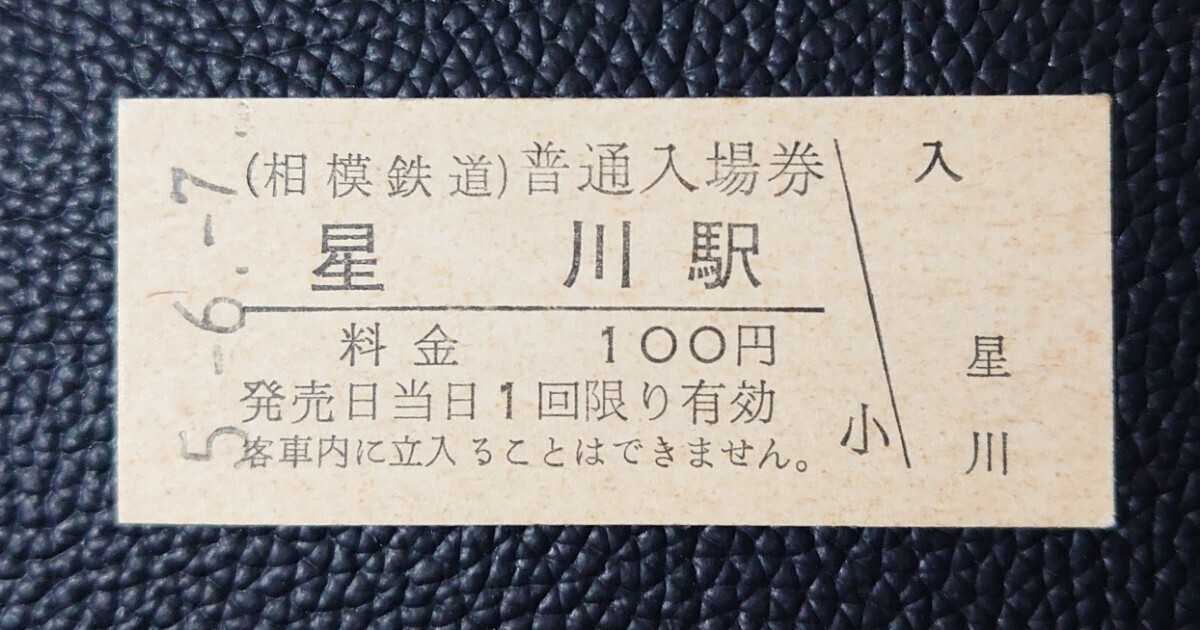 5.-6.-7
(相模鉄道)普通入場券
星川駅
料金 100円
発売日当日1回限り有効
客車内に立入ることはできません。
小
入
星川